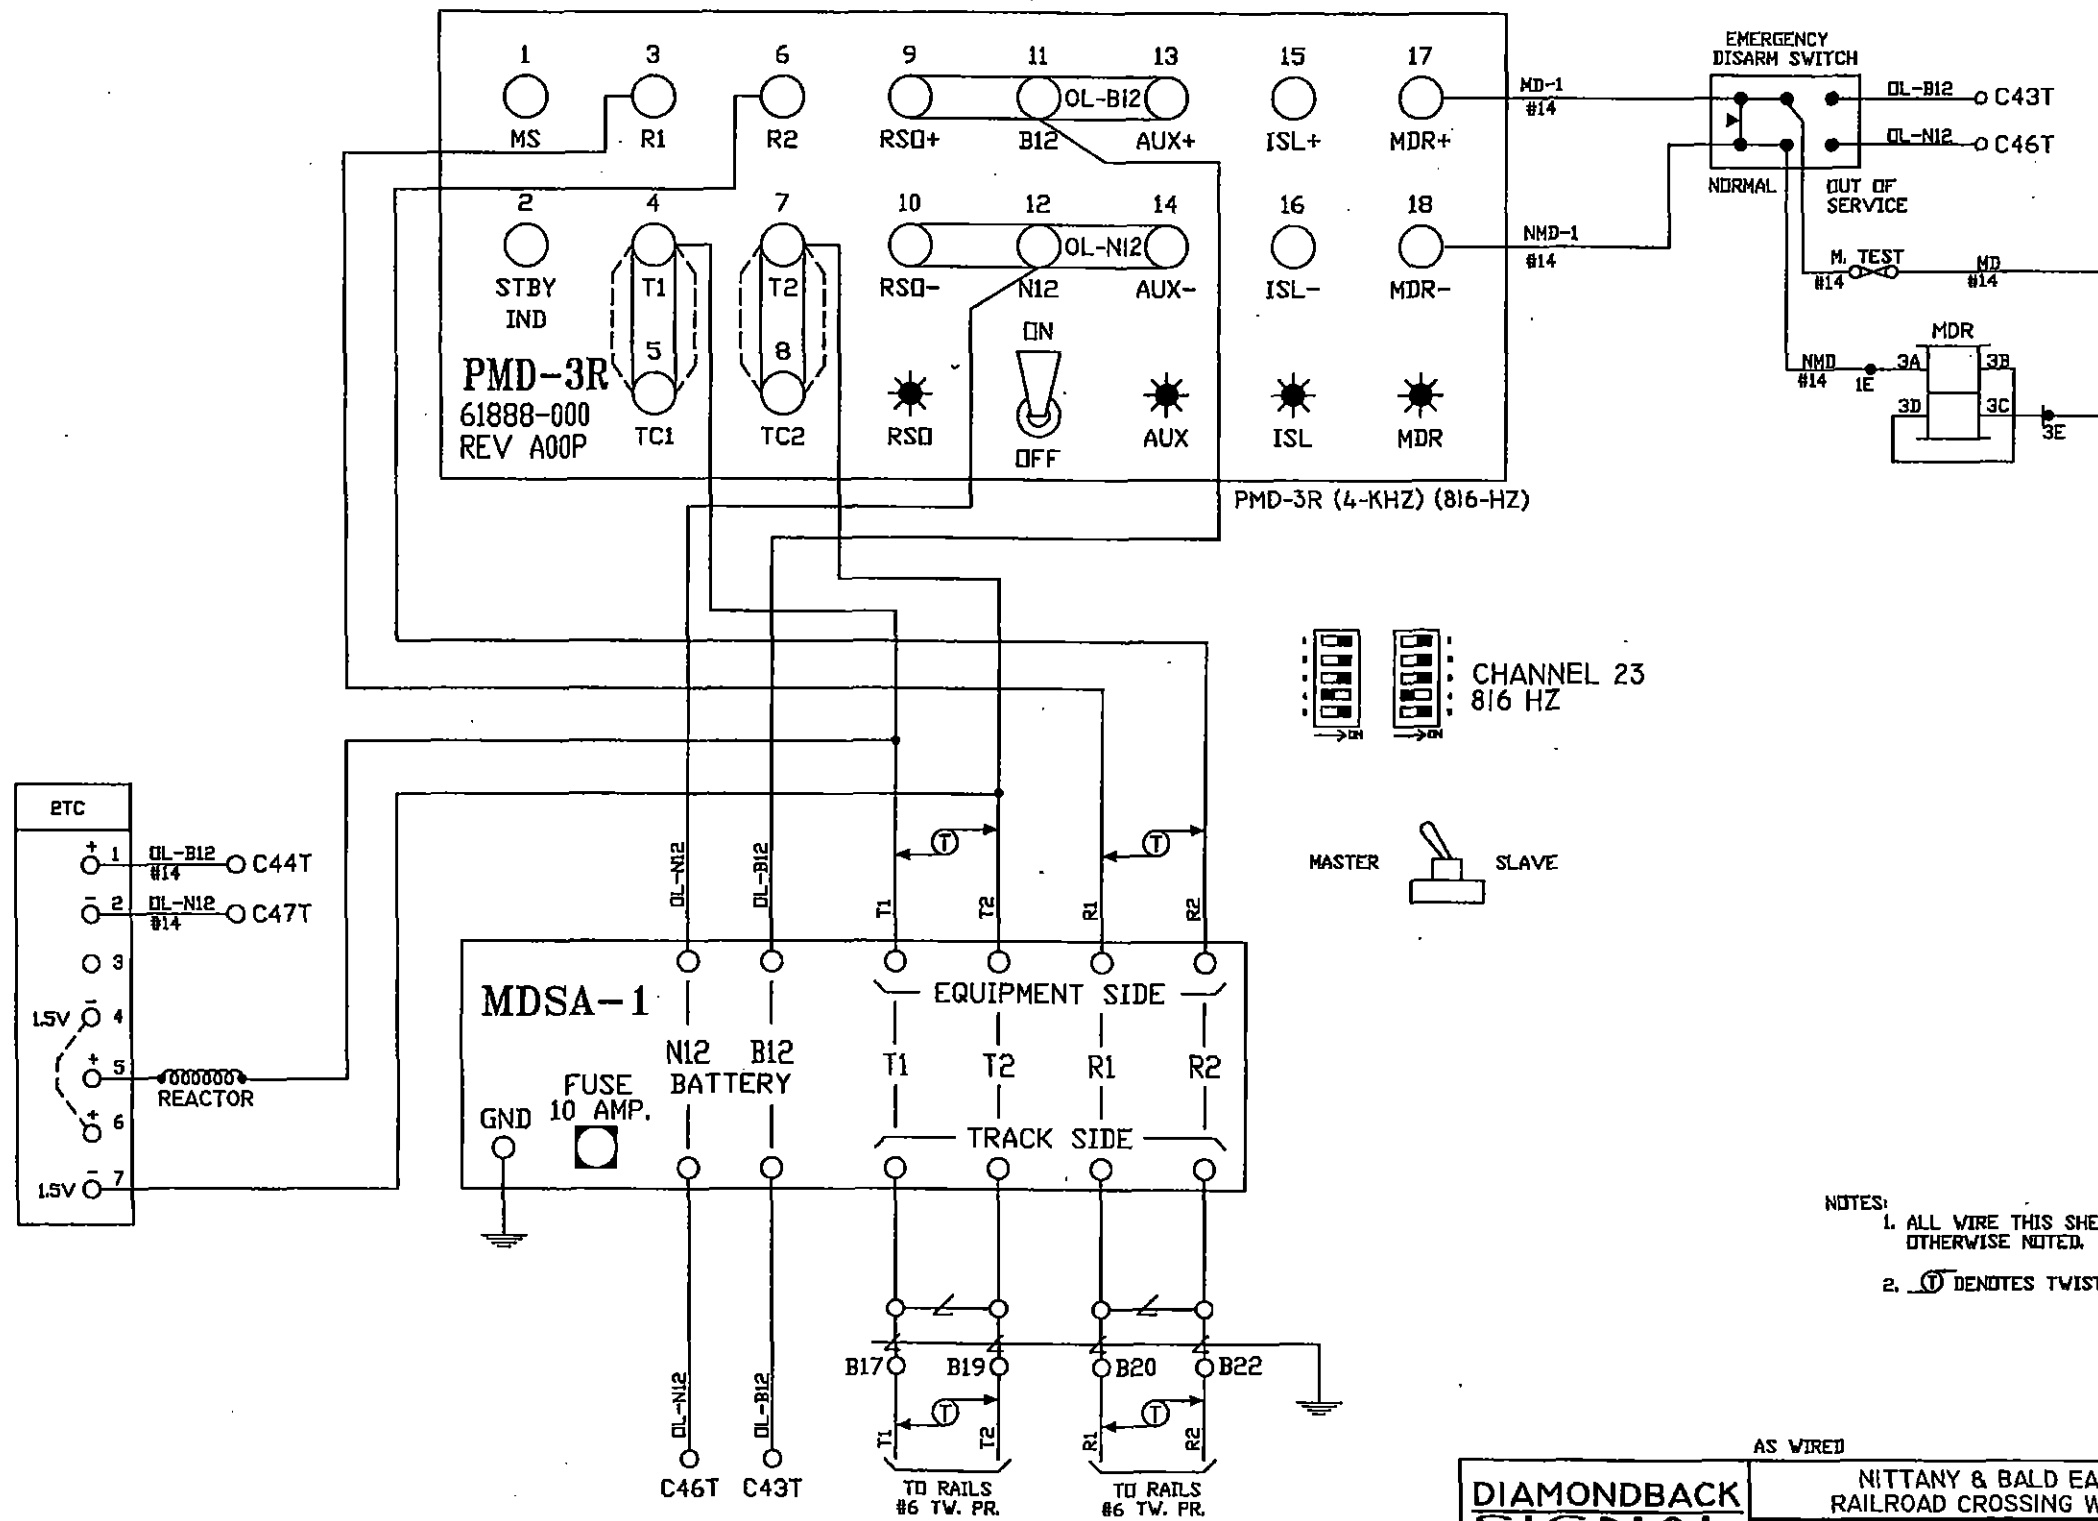 1 3 6 9 11 13 15 17
OL-B12
MS R1 R2 RSO+ B12 AUX+ ISL+ MDR+
2 4 7 10 12 14 16 18
OL-N12
STBY IND T1 T2 RSO- N12 AUX- ISL- MDR-
5 8 ON
PMD-3R
61888-000
REV A00P
TC1 TC2 RSO OFF AUX ISL MDR
PMD-3R (4-KHZ) (816-HZ)
MD-1
#14
NMD-1
#14
EMERGENCY
DISARM SWITCH
OL-B12 C43T
OL-N12 C46T
NORMAL
OUT OF
SERVICE
M. TEST
#14
MD
#14
MDR
NMD
#14
1E
3A 3B
3D 3C
3E
CHANNEL 23
816 HZ
ON ON
MASTER SLAVE
2TC
+ 1 OL-B12 C44T
#14
- 2 OL-N12 C47T
#14
3
1.5V - 4
+ 5
REACTOR
+ 6
1.5V - 7
OL-N12 OL-B12 T1 T2 R1 R2
T T
MDSA-1
EQUIPMENT SIDE
N12 B12 T1 T2 R1 R2
BATTERY
FUSE
10 AMP.
GND
TRACK SIDE
B17 B19 B20 B22
T T
OL-N12 OL-B12 T1 T2 R1 R2
C46T C43T
TO RAILS
#6 TW. PR.
TO RAILS
#6 TW. PR.
NOTES:
1. ALL WIRE THIS SHE
OTHERWISE NOTED.
2. T DENOTES TWIST
AS WIRED
DIAMONDBACK
NITTANY & BALD EA
RAILROAD CROSSING W